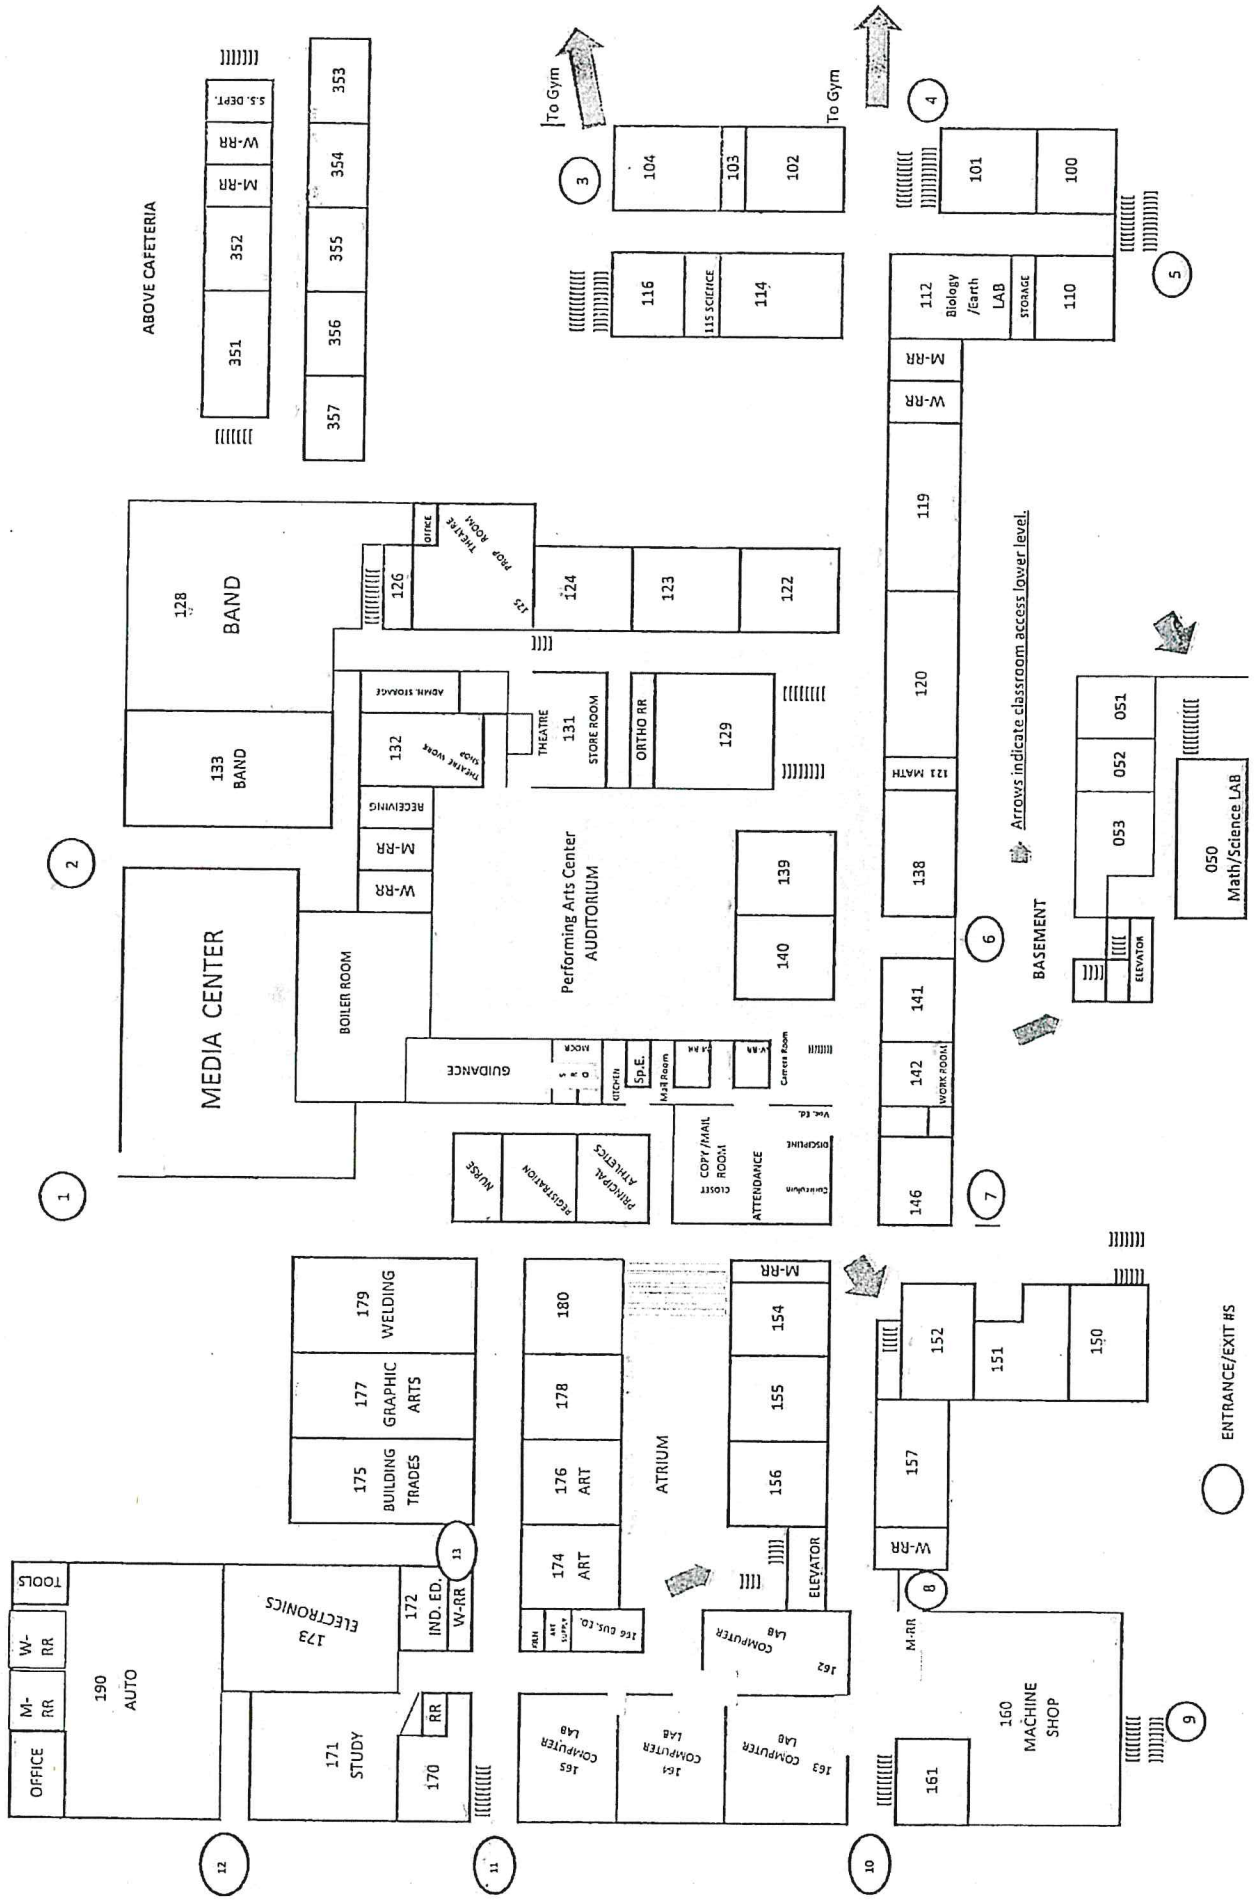 ABOVE CAFETERIA
351
352
M-RR
W-RR
S.S. DEPT.
357
356
355
354
353
To Gym
To Gym
3
4
104
103
102
101
100
116
115 SCIENCE
114
112
Biology
/Earth
LAB
STORAGE
110
5
M-RR
W-RR
119
120
121 MATH
138
128
BAND
133
BAND
OFFICE
126
THEATRE
PROP
ROOM
125
124
123
122
ADMN. STORAGE
132
THEATRE WORK
SHOP
THEATRE
131
STORE ROOM
ORTHO RR
129
RECEIVING
M-RR
W-RR
2
MEDIA CENTER
BOILER ROOM
Performing Arts Center
AUDITORIUM
139
140
6
141
142
WORK ROOM
146
7
Arrows indicate classroom access lower level.
BASEMENT
051
052
053
050
Math/Science LAB
ELEVATOR
1
GUIDANCE
KITCHEN
Sp.E.
Mail Room
W-RR
Camera Room
Voc. Ed.
DISCIPLINE
Curriculum
COPY/MAIL
ROOM
CLOSET
ATTENDANCE
NURSE
REGISTRATION
PRINCIPAL
ATHLETICS
179
WELDING
177
GRAPHIC
ARTS
175
BUILDING
TRADES
180
178
176
ART
174
ART
ATRIUM
M-RR
154
155
156
ELEVATOR
152
151
150
157
W-RR
8
M-RR
ENTRANCE/EXIT #S
13
TOOLS
W-
RR
M-
RR
OFFICE
190
AUTO
173
ELECTRONICS
172
IND. ED.
W-RR
171
STUDY
RR
170
KILN
ART
SUPPLY
166 BUS. ED.
165
COMPUTER
LAB
164
COMPUTER
LAB
163
COMPUTER
LAB
162
COMPUTER
LAB
160
MACHINE
SHOP
161
9
10
11
12